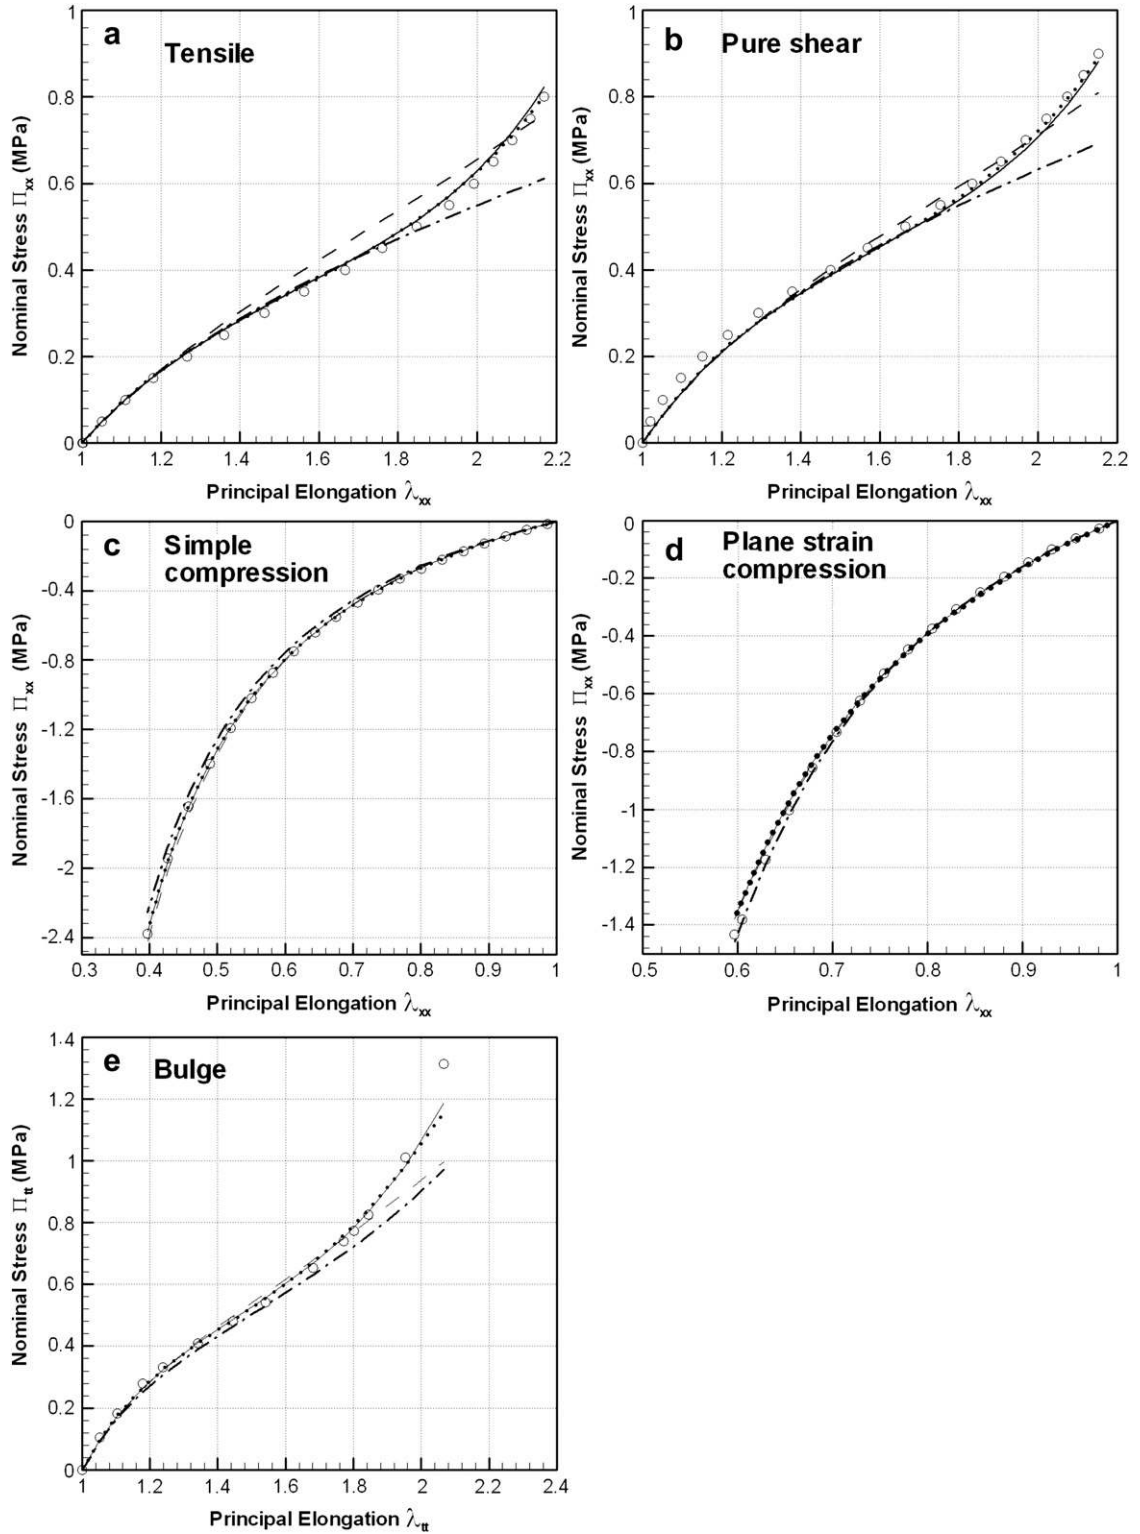 a Tensile
Nominal Stress Π_xx (MPa)
1
0.8
0.6
0.4
0.2
0
1 1.2 1.4 1.6 1.8 2 2.2
Principal Elongation λ_xx
b Pure shear
Nominal Stress Π_xx (MPa)
1
0.8
0.6
0.4
0.2
0
1 1.2 1.4 1.6 1.8 2 2.2
Principal Elongation λ_xx
c Simple
compression
Nominal Stress Π_xx (MPa)
0
-0.4
-0.8
-1.2
-1.6
-2
-2.4
0.3 0.4 0.5 0.6 0.7 0.8 0.9 1
Principal Elongation λ_xx
d Plane strain
compression
Nominal Stress Π_xx (MPa)
0
-0.2
-0.4
-0.6
-0.8
-1
-1.2
-1.4
0.5 0.6 0.7 0.8 0.9 1
Principal Elongation λ_xx
e Bulge
Nominal Stress Π_tt (MPa)
1.4
1.2
1
0.8
0.6
0.4
0.2
0
1 1.2 1.4 1.6 1.8 2 2.2 2.4
Principal Elongation λ_tt